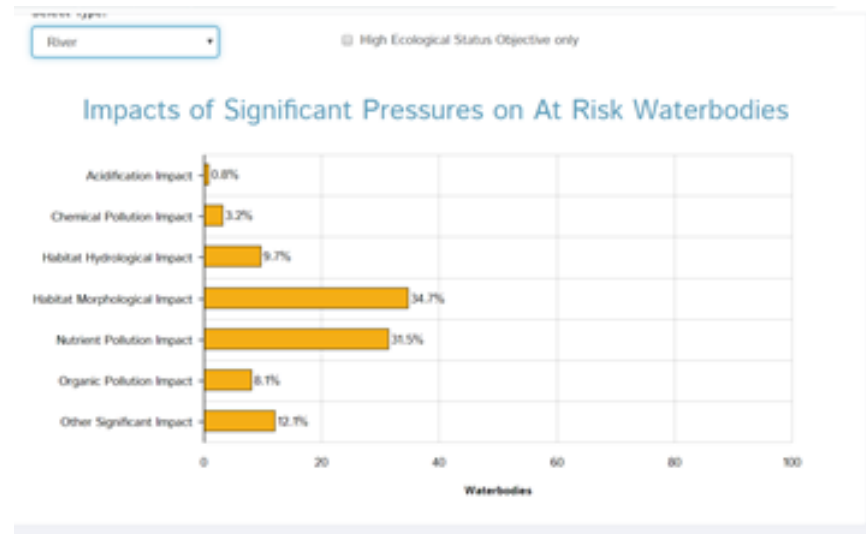 River
High Ecological Status Objective only
Impacts of Significant Pressures on At Risk Waterbodies
Acidification Impact 0.8%
Chemical Pollution Impact 3.2%
Habitat Hydrological Impact 9.7%
Habitat Morphological Impact 34.7%
Nutrient Pollution Impact 31.5%
Organic Pollution Impact 8.1%
Other Significant Impact 12.1%
0 20 40 60 80 100
Waterbodies